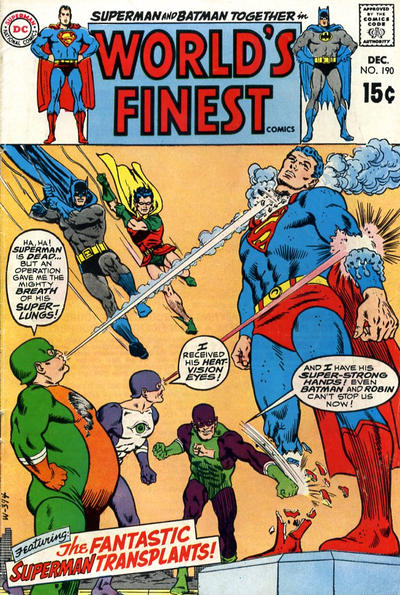 SUPERMAN AND BATMAN TOGETHER in
DC
NATIONAL COMICS
WORLD'S
FINEST
COMICS
APPROVED
BY THE
COMICS
CODE
AUTHORITY
DEC.
NO. 190
15¢
HA, HA!
SUPERMAN
IS DEAD...
BUT AN
OPERATION
GAVE ME THE
MIGHTY
BREATH
OF HIS
SUPER-
LUNGS!
I
RECEIVED
HIS HEAT-
VISION
EYES!
AND I HAVE HIS
SUPER-STRONG
HANDS! EVEN
BATMAN AND ROBIN
CAN'T STOP US
NOW!
W-394
Featuring
The FANTASTIC
SUPERMAN TRANSPLANTS!